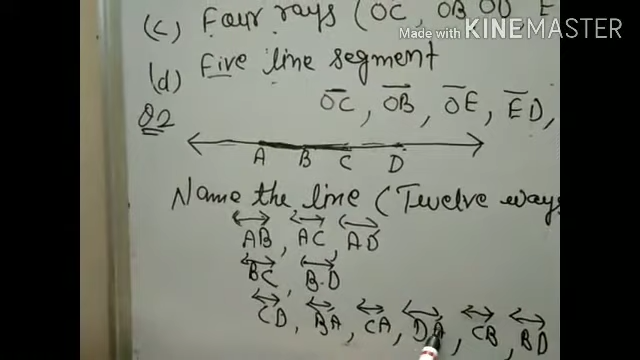 (c) Four rays (OC, OB OD, E
Made with KINEMASTER
(d) Five line segment
OC, OB, OE, ED,
Q2
A B C D
Name the line (Twelve ways
AB, AC, AD
BC, B.D
CD, BA, CA, DA, CB, BD